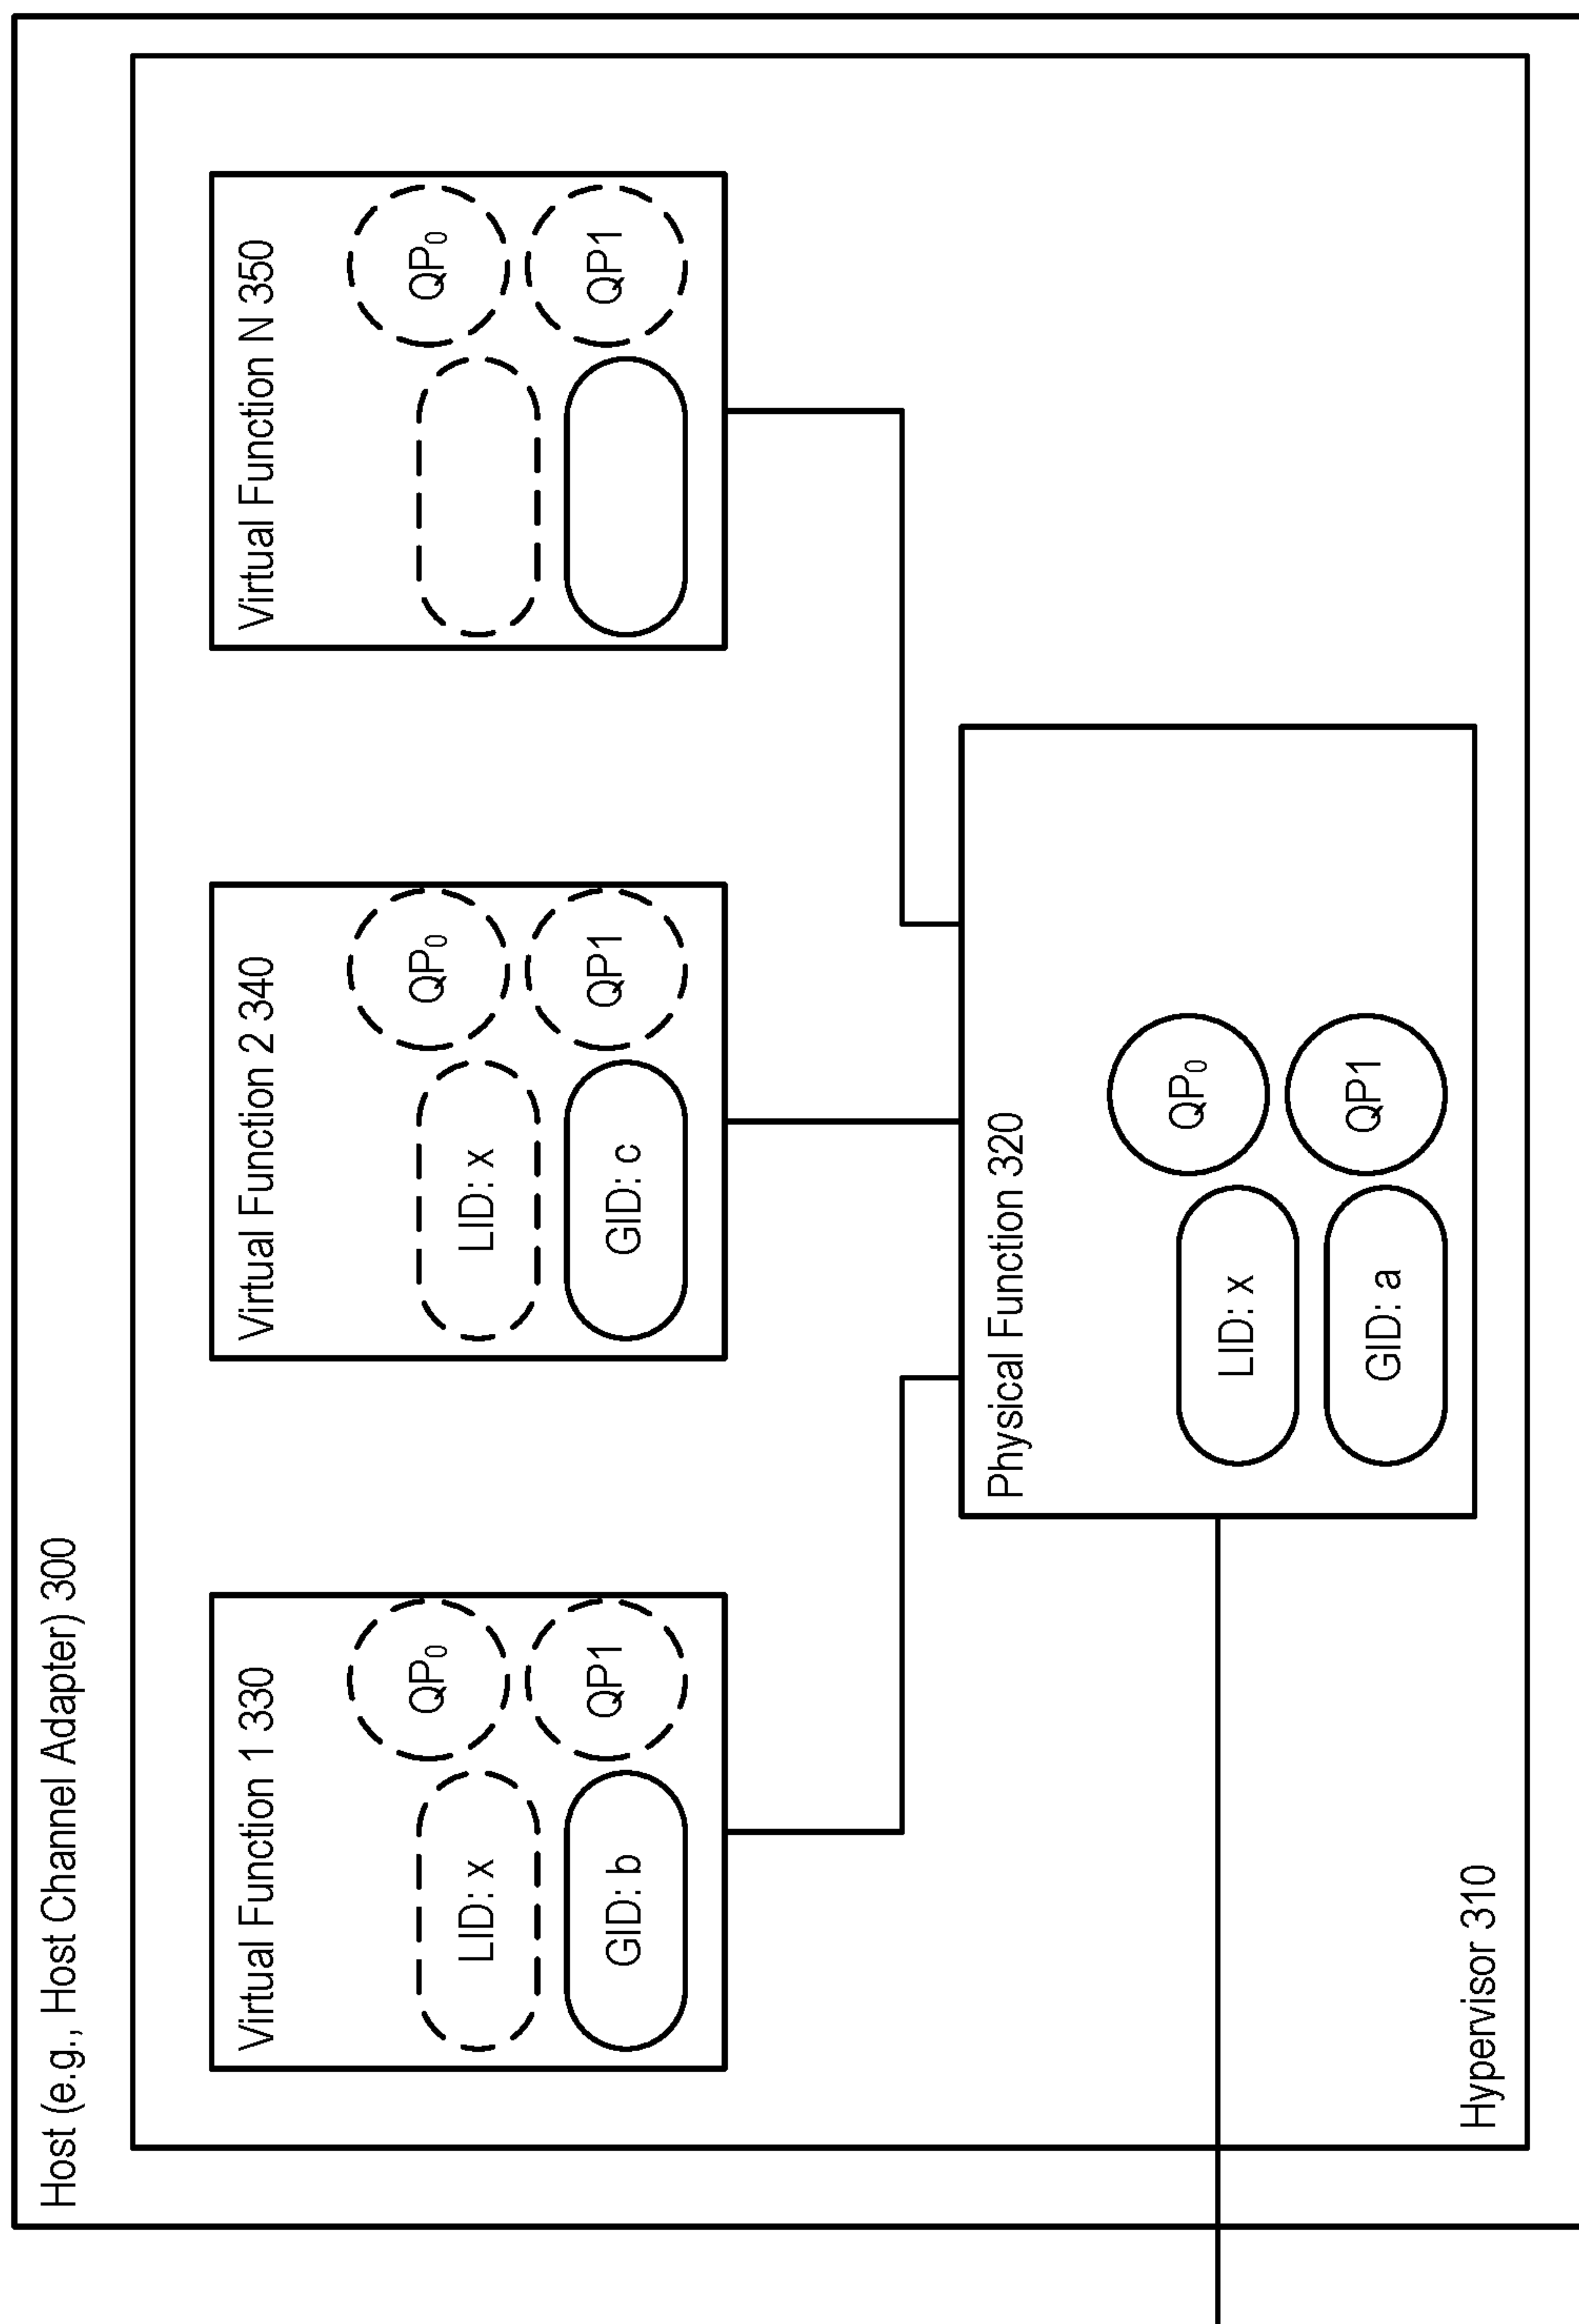 Host (e.g., Host Channel Adapter) 300
Virtual Function 1 330
QP₀
LID: x
QP1
GID: b
Virtual Function 2 340
QP₀
LID: x
QP1
GID: c
Virtual Function N 350
QP₀
QP1
Physical Function 320
QP₀
LID: x
QP1
GID: a
Hypervisor 310